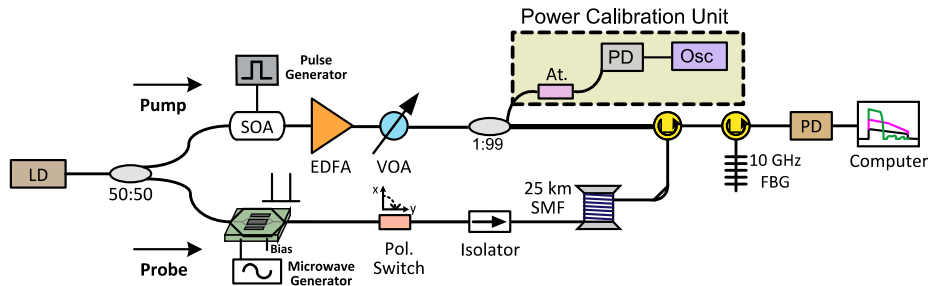 Power Calibration Unit
Pulse
Generator
PD
Osc
At.
Pump
SOA
EDFA
VOA
1:99
PD
Computer
LD
50:50
10 GHz
FBG
25 km
SMF
x
y
Bias
Pol.
Switch
Isolator
Probe
Microwave
Generator